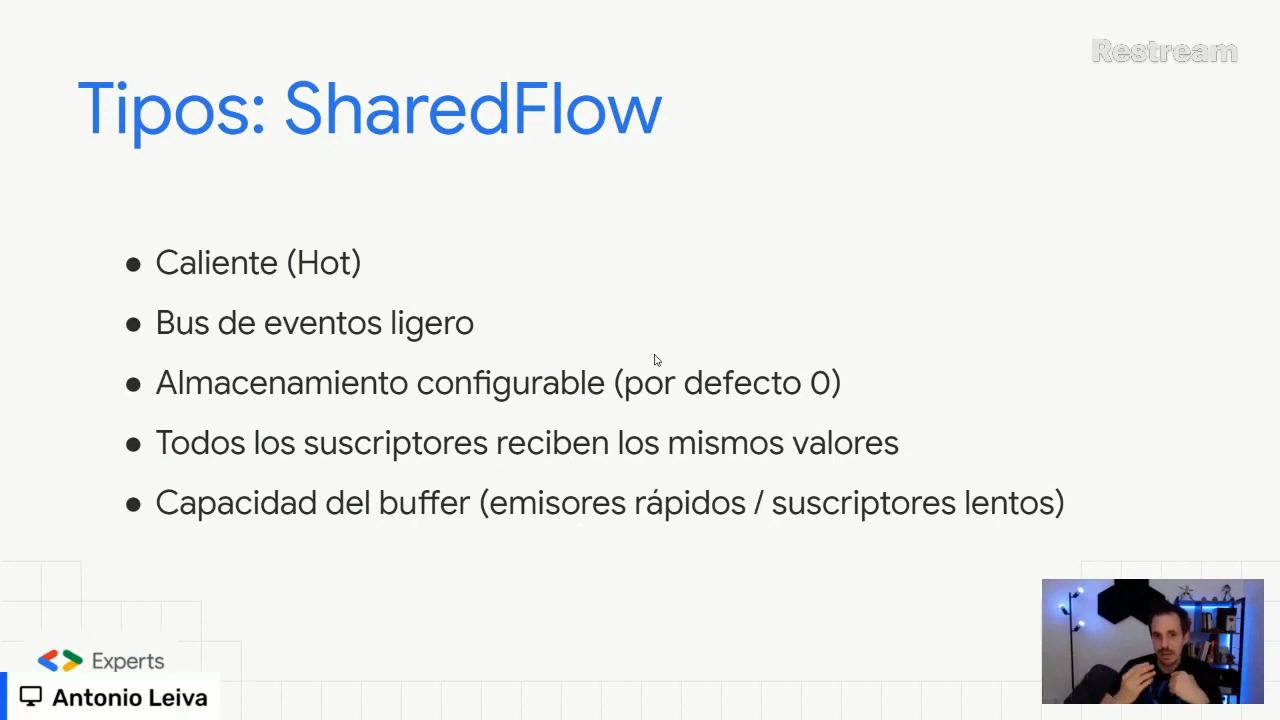 Restream
Tipos: SharedFlow
● Caliente (Hot)
● Bus de eventos ligero
● Almacenamiento configurable (por defecto 0)
● Todos los suscriptores reciben los mismos valores
● Capacidad del buffer (emisores rápidos / suscriptores lentos)
Experts
Antonio Leiva